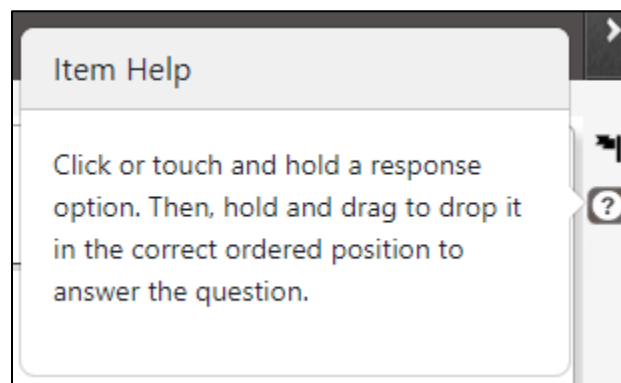 Item Help
Click or touch and hold a response
option. Then, hold and drag to drop it
in the correct ordered position to
answer the question.
?